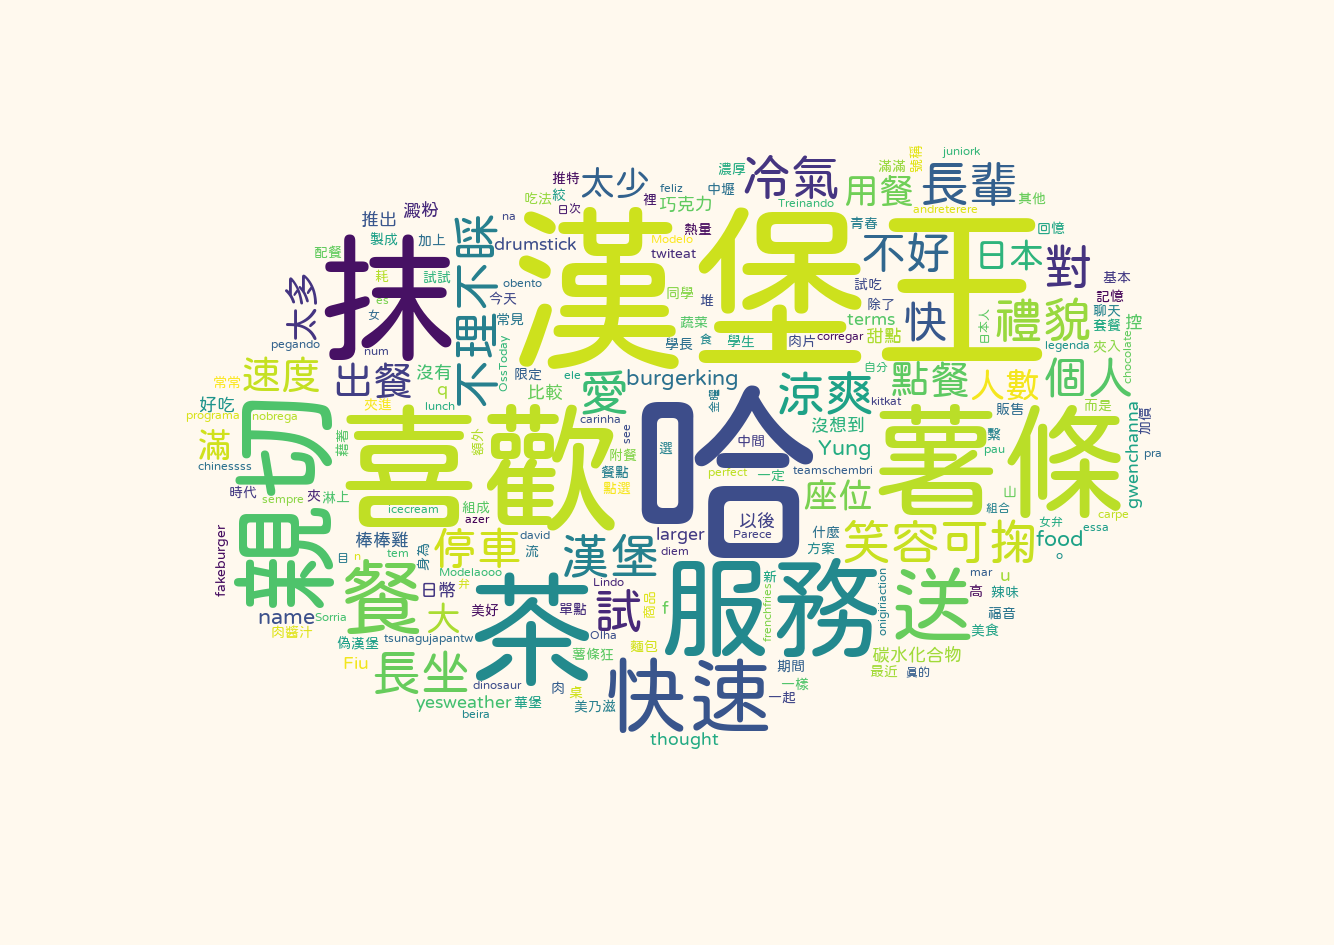 juniork
推特
太少
濃厚
冷氣
滿滿
號稱
長輩
吃法
絞
feliz
中壢
用餐
其他
日次
裡
巧克力
Treinando
andreterere
推出
澱粉
na
熱量
青春
回憶
製成
加上
不理不睬
drumstick
Modelo
twiteat
漢堡王
不好
日本
對
配餐
抹
耗
試試
obento
同學
試吃
基本
太多
es
今天
堆
除了
記憶
女
常見
蔬菜
terms
快
禮貌
聊天
套餐
控
pegando
num
OssToday
學長
食
學生
肉片
corregar
甜點
日本人
legenda
夾入
chocolate
速度
出餐
沒有
限定
ele
自分
常常
q
比較
愛
burgerking
涼爽
kitkat
點餐
人數
個人
好吃
夾進
lunch
金曜
販售
而是
programa
nobrega
carinha
沒想到
加價
親切
滿
藉著
喜歡
額外
see
哈
選
中間
Yung
薯條
繫
gwenchanna
附餐
pau
pra
chinessss
餐點
perfect
一定
teamschembri
時代
sempre
夾
淋上
點選
座位
山
icecream
組成
azer
以後
組合
carpe
什麼
女弁
essa
fakeburger
棒棒雞
停車
david
漢堡
larger
Parece
笑容可掬
food
目
n
tem
身為
流
diem
方案
Modelaooo
Lindo
新
mar
u
餐
日幣
弁
茶
試
f
服務
送
高
辣味
name
Sorria
大
美好
單點
frenchfries
onigiriaction
福音
肉醬汁
tsunagujapantw
Olha
美食
偽漢堡
薯條狂
麵包
碳水化合物
Fiu
長坐
dinosaur
肉
桌
快速
期間
最近
真的
一樣
yesweather
華堡
美乃滋
一起
beira
thought